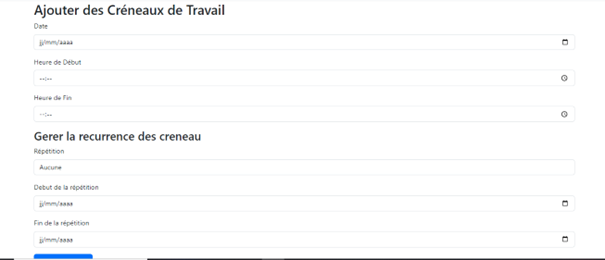 Ajouter des Créneaux de Travail
Date
jj/mm/aaaa
Heure de Début
--:--
Heure de Fin
--:--
Gerer la recurrence des creneau
Répétition
Aucune
Debut de la répétition
jj/mm/aaaa
Fin de la répétition
jj/mm/aaaa